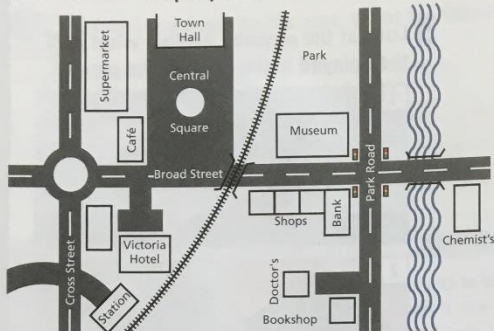 Town
Hall
Supermarket
Park
Central
Square
Café
Museum
Park Road
Broad Street
Shops
Bank
Chemist's
Victoria
Hotel
Cross Street
Station
Doctor's
Bookshop